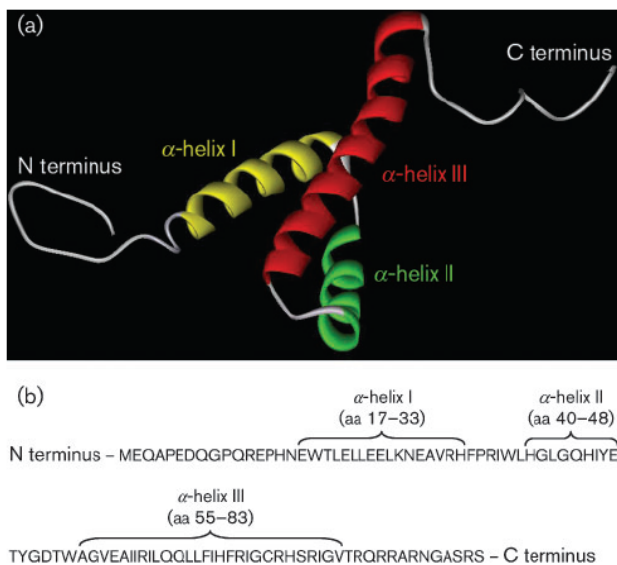 (a)
C terminus
α-helix I
N terminus
α-helix III
α-helix II
(b)
α-helix I
(aa 17–33)
α-helix II
(aa 40–48)
N terminus – MEQAPEDQGPQREPHNEWTLELLEELKNEAVRHFPRIWLHGLGQHIYE
α-helix III
(aa 55–83)
TYGDTWAGVEAIIRILQQLLFIHFRIGCRHSRIGVTRQRRARNGASRS – C terminus